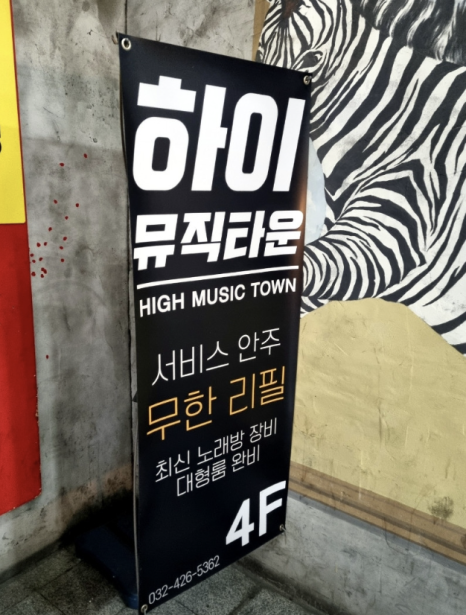 하이
뮤직타운
HIGH MUSIC TOWN
서비스 안주
무한 리필
최신 노래방 장비
대형룸 완비
4F
032-426-5362